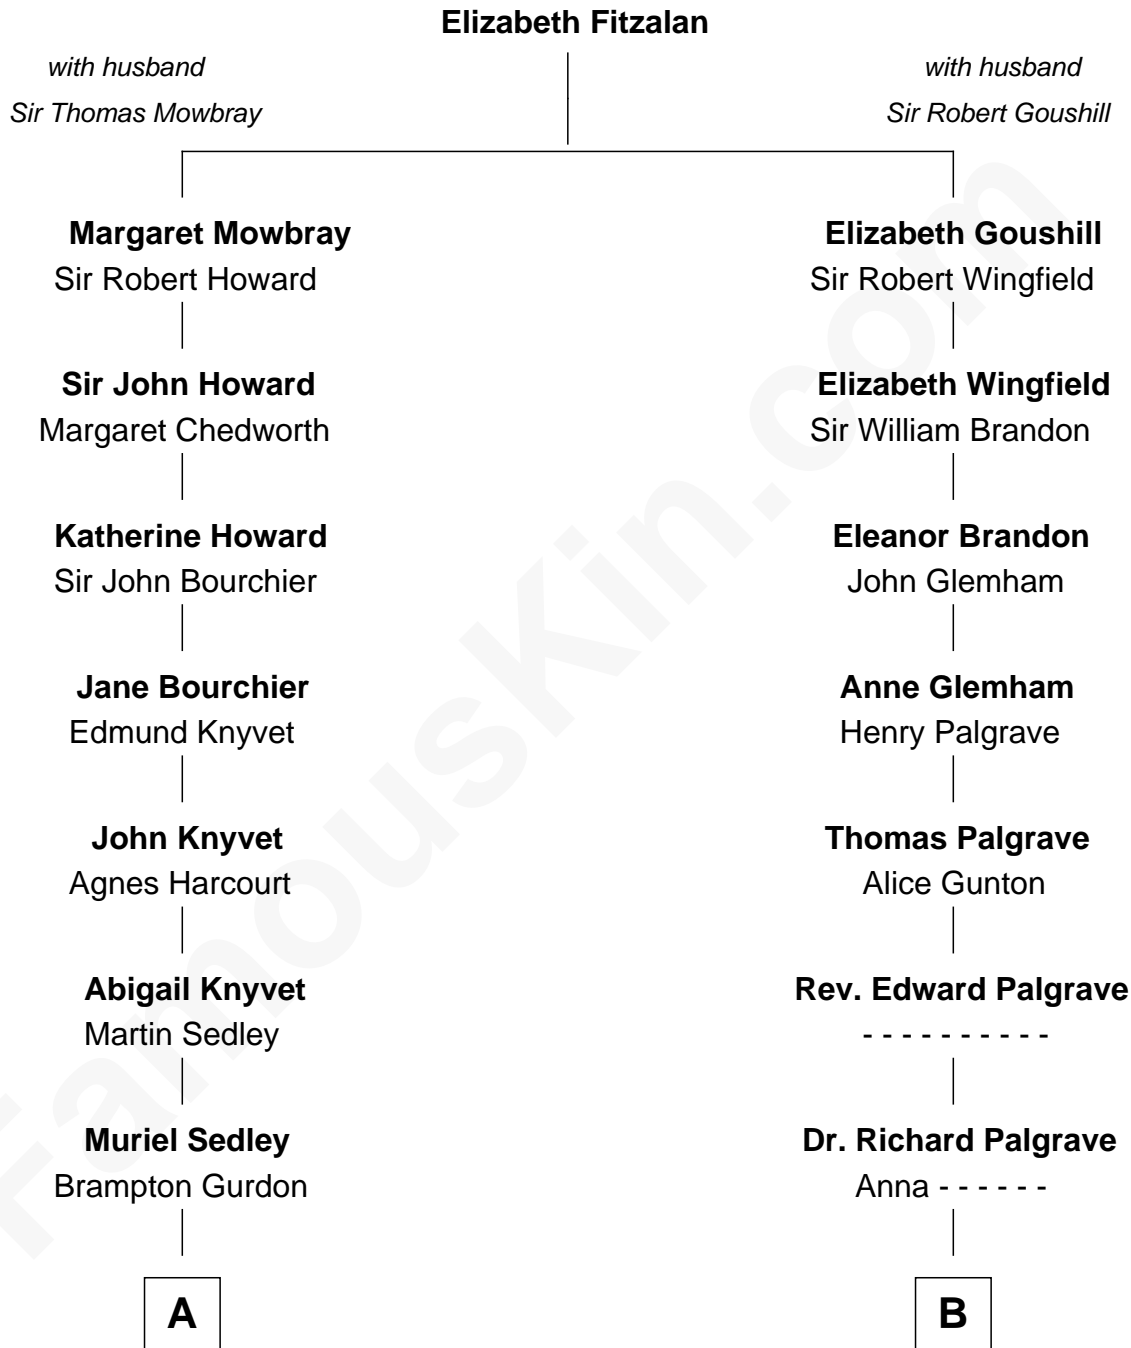 Elizabeth Fitzalan
with husband
Sir Thomas Mowbray
with husband
Sir Robert Goushill
Margaret Mowbray
Sir Robert Howard
Elizabeth Goushill
Sir Robert Wingfield
Sir John Howard
Margaret Chedworth
Elizabeth Wingfield
Sir William Brandon
Katherine Howard
Sir John Bourchier
Eleanor Brandon
John Glemham
Jane Bourchier
Edmund Knyvet
Anne Glemham
Henry Palgrave
John Knyvet
Agnes Harcourt
Thomas Palgrave
Alice Gunton
Abigail Knyvet
Martin Sedley
Rev. Edward Palgrave
- - - - - - - - - -
Muriel Sedley
Brampton Gurdon
Dr. Richard Palgrave
Anna - - - - - -
A
B
FamousKin.com